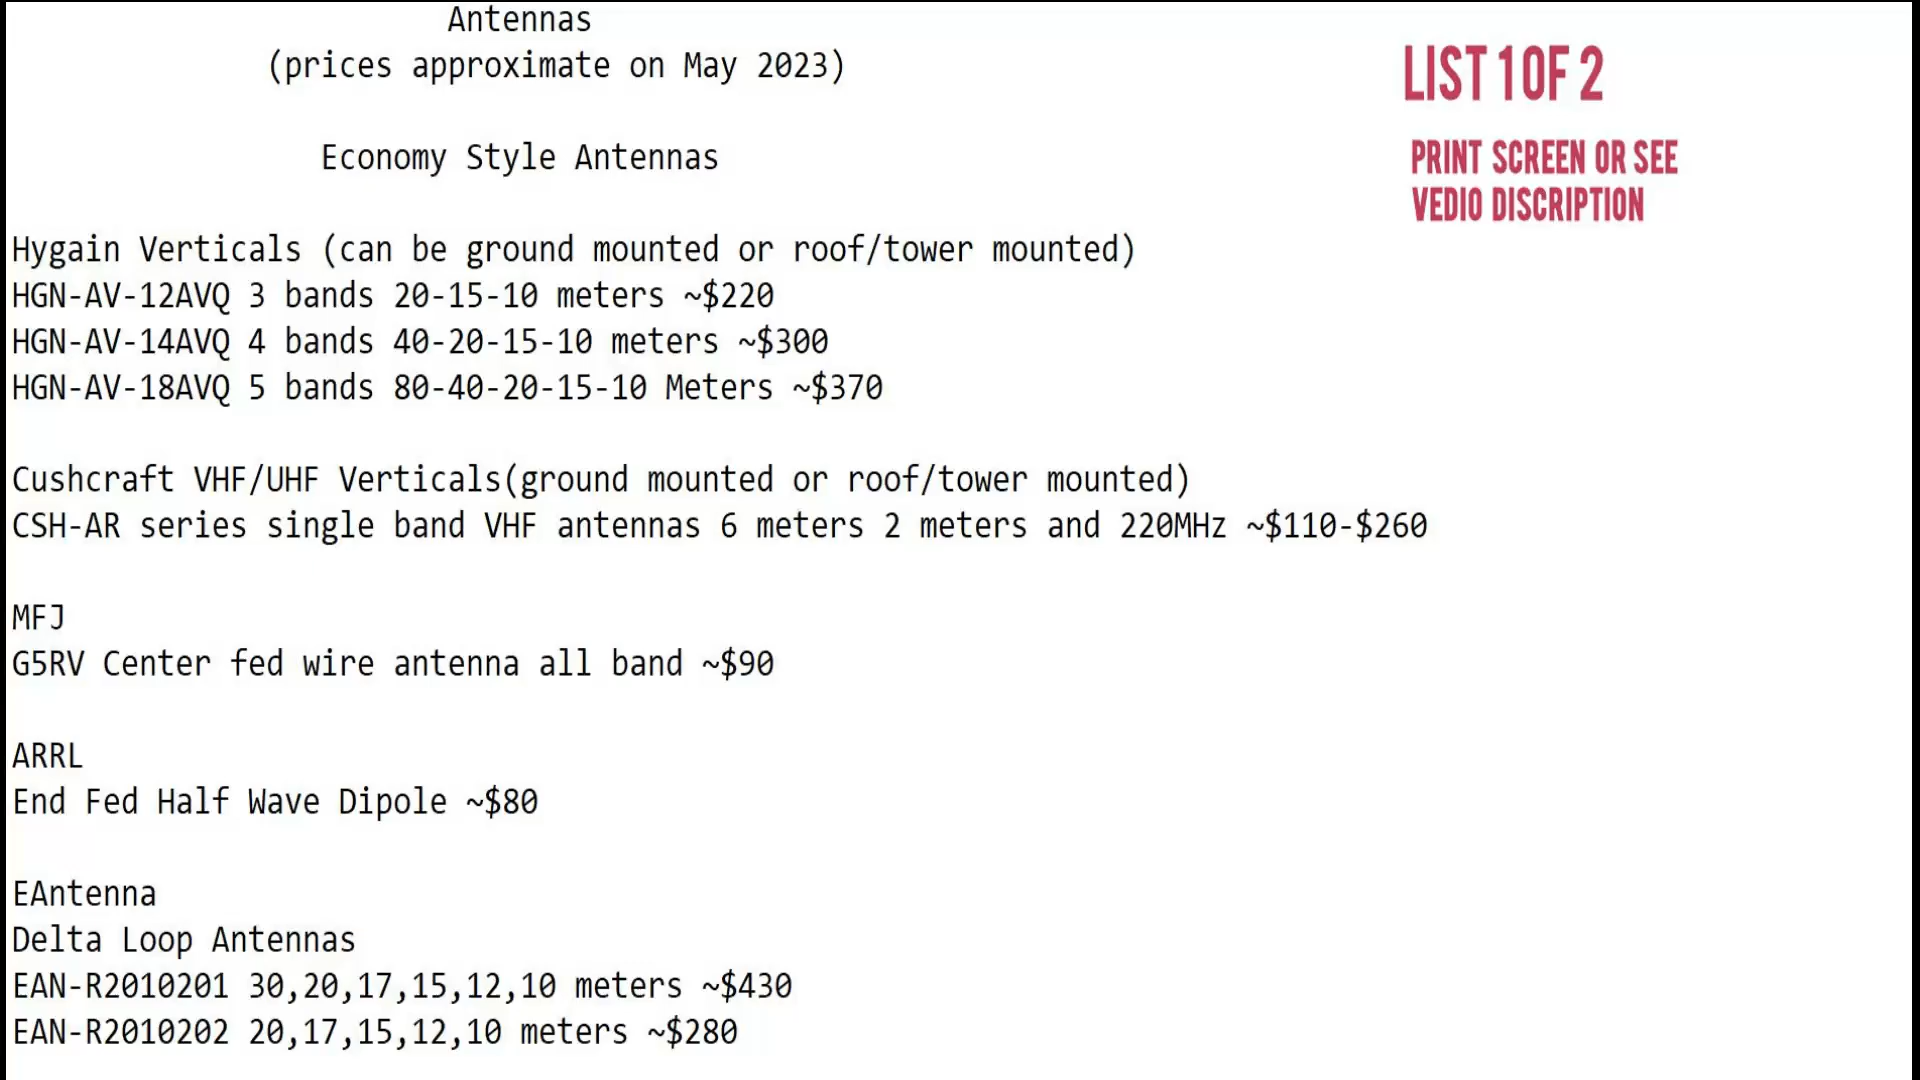 Antennas
(prices approximate on May 2023)
LIST 1 OF 2
PRINT SCREEN OR SEE
VEDIO DISCRIPTION
Economy Style Antennas
Hygain Verticals (can be ground mounted or roof/tower mounted)
HGN-AV-12AVQ 3 bands 20-15-10 meters ~$220
HGN-AV-14AVQ 4 bands 40-20-15-10 meters ~$300
HGN-AV-18AVQ 5 bands 80-40-20-15-10 Meters ~$370
Cushcraft VHF/UHF Verticals(ground mounted or roof/tower mounted)
CSH-AR series single band VHF antennas 6 meters 2 meters and 220MHz ~$110-$260
MFJ
G5RV Center fed wire antenna all band ~$90
ARRL
End Fed Half Wave Dipole ~$80
EAntenna
Delta Loop Antennas
EAN-R2010201 30,20,17,15,12,10 meters ~$430
EAN-R2010202 20,17,15,12,10 meters ~$280